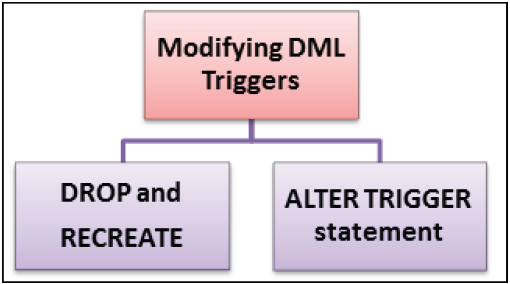 Modifying DML
Triggers
DROP and
RECREATE
ALTER TRIGGER
statement